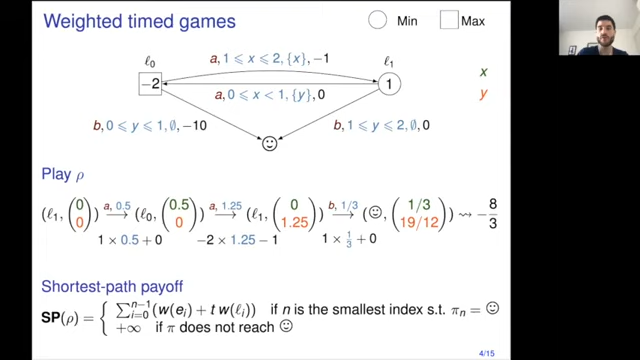 Weighted timed games
Min
Max
a, 1 ⩽ x ⩽ 2, {x}, −1
ℓ₀
ℓ₁
−2
1
x
a, 0 ⩽ x < 1, {y}, 0
y
b, 0 ⩽ y ⩽ 1, ∅, −10
b, 1 ⩽ y ⩽ 2, ∅, 0
Play ρ
(ℓ₁, (0 0)) →^{a, 0.5} (ℓ₀, (0.5 0)) →^{a, 1.25} (ℓ₁, (0 1.25)) →^{b, 1/3} (☺, (1/3 19/12)) ⇝ −8/3
1 × 0.5 + 0
−2 × 1.25 − 1
1 × 1/3 + 0
Shortest-path payoff
SP(ρ) = { ∑_{i=0}^{n−1} (w(e_i) + t w(ℓ_i)) if n is the smallest index s.t. π_n = ☺
+∞ if π does not reach ☺
4/15